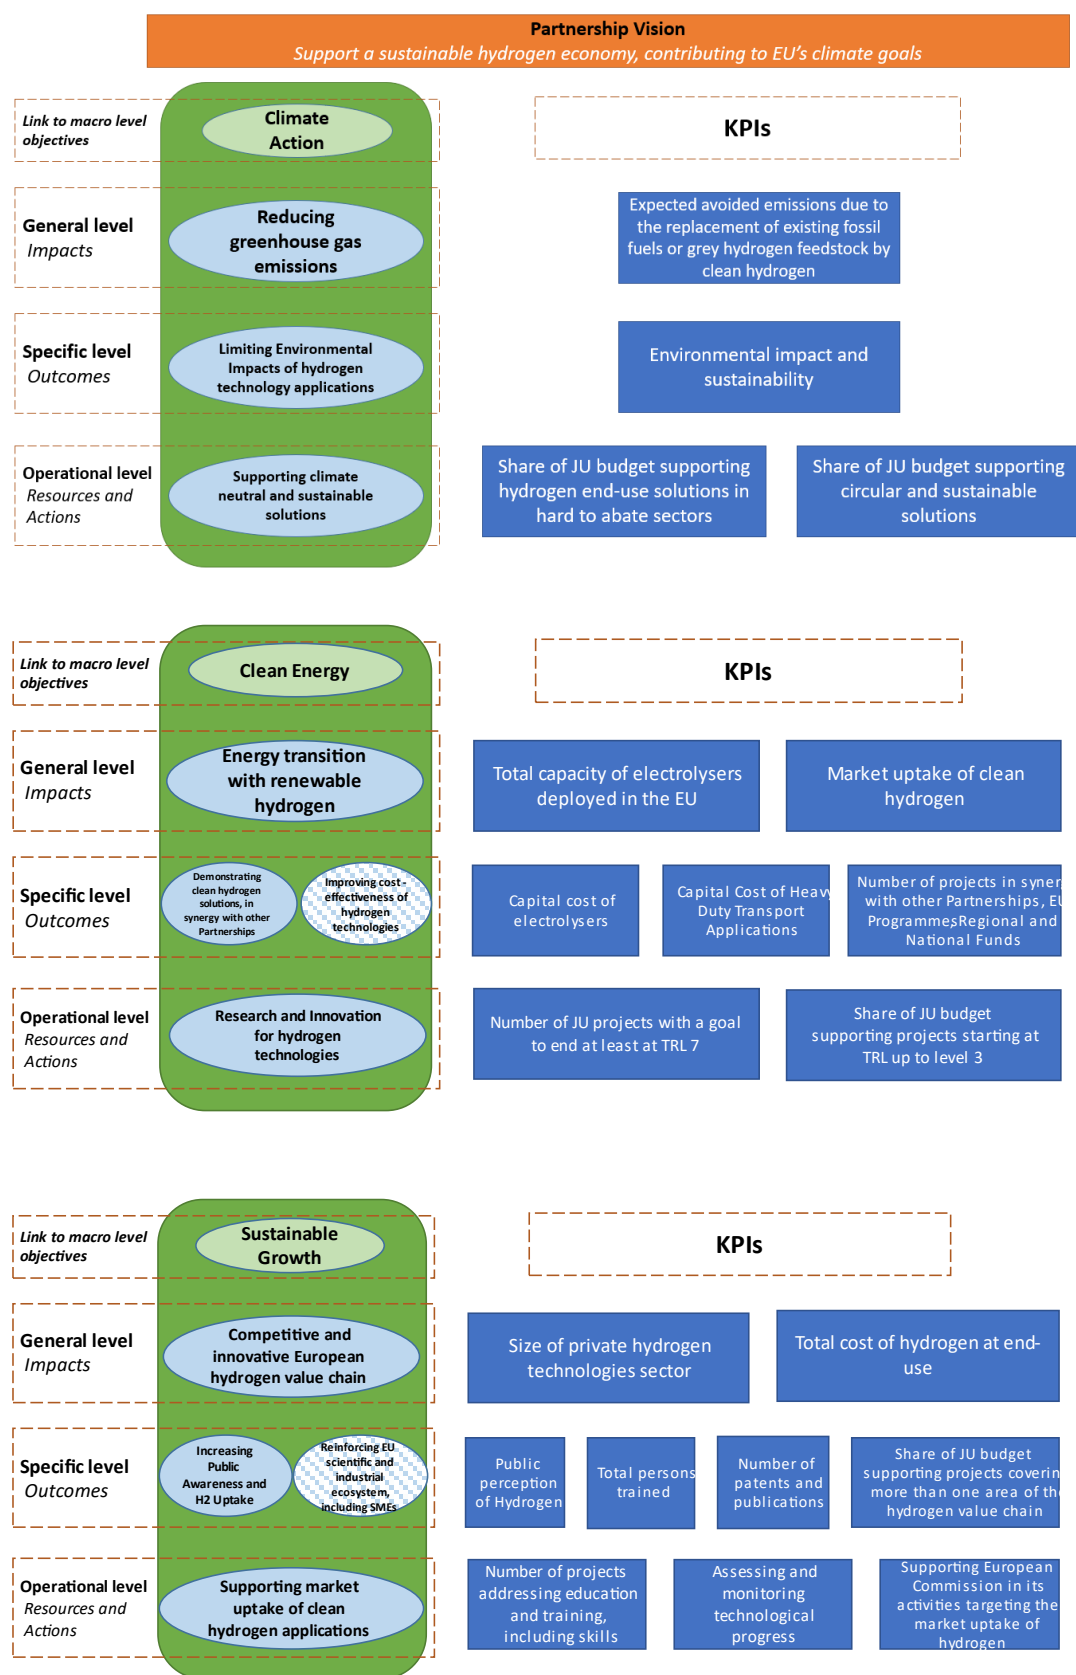 Partnership Vision
Support a sustainable hydrogen economy, contributing to EU's climate goals
Link to macro level
objectives
Climate
Action
KPIs
General level
Impacts
Reducing
greenhouse gas
emissions
Expected avoided emissions due to
the replacement of existing fossil
fuels or grey hydrogen feedstock by
clean hydrogen
Specific level
Outcomes
Limiting Environmental
Impacts of hydrogen
technology applications
Environmental impact and
sustainability
Operational level
Resources and
Actions
Supporting climate
neutral and sustainable
solutions
Share of JU budget supporting
hydrogen end-use solutions in
hard to abate sectors
Share of JU budget supporting
circular and sustainable
solutions
Link to macro level
objectives
Clean Energy
KPIs
General level
Impacts
Energy transition
with renewable
hydrogen
Total capacity of electrolysers
deployed in the EU
Market uptake of clean
hydrogen
Specific level
Outcomes
Demonstrating
clean hydrogen
solutions, in
synergy with other
Partnerships
Improving cost -
effectiveness of
hydrogen
technologies
Capital cost of
electrolysers
Capital Cost of Heavy
Duty Transport
Applications
Number of projects in synerg
with other Partnerships, EU
ProgrammesRegional and
National Funds
Operational level
Resources and
Actions
Research and Innovation
for hydrogen
technologies
Number of JU projects with a goal
to end at least at TRL 7
Share of JU budget
supporting projects starting at
TRL up to level 3
Link to macro level
objectives
Sustainable
Growth
KPIs
General level
Impacts
Competitive and
innovative European
hydrogen value chain
Size of private hydrogen
technologies sector
Total cost of hydrogen at end-
use
Specific level
Outcomes
Increasing
Public
Awareness and
H2 Uptake
Reinforcing EU
scientific and
industrial
ecosystem,
including SMEs
Public
perception
of Hydrogen
Total persons
trained
Number of
patents and
publications
Share of JU budget
supporting projects coverin
more than one area of the
hydrogen value chain
Operational level
Resources and
Actions
Supporting market
uptake of clean
hydrogen applications
Number of projects
addressing education
and training,
including skills
Assessing and
monitoring
technological
progress
Supporting European
Commission in its
activities targeting the
market uptake of
hydrogen